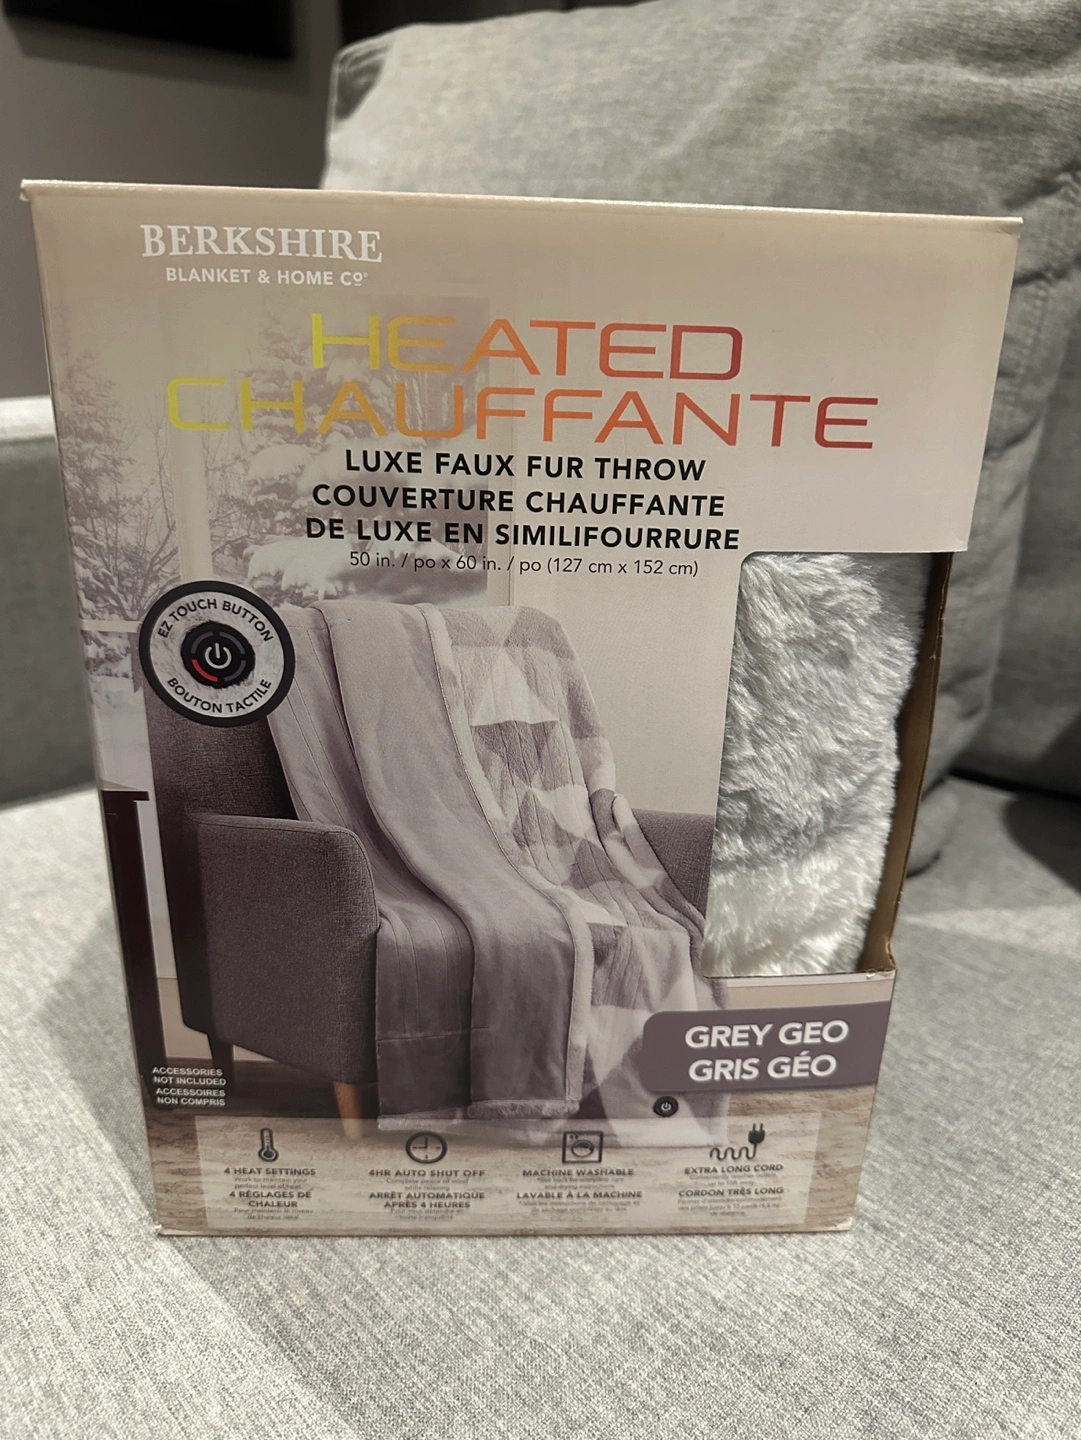 BERKSHIRE
BLANKET & HOME Cº®
HEATED
CHAUFFANTE
LUXE FAUX FUR THROW
COUVERTURE CHAUFFANTE
DE LUXE EN SIMILIFOURRURE
50 in. / po x 60 in. / po (127 cm x 152 cm)
EZ TOUCH BUTTON
BOUTON TACTILE
GREY GEO
GRIS GÉO
ACCESSORIES
NOT INCLUDED
ACCESSOIRES
NON COMPRIS
4 HEAT SETTINGS
4 RÉGLAGES DE
CHALEUR
4HR AUTO SHUT OFF
ARRÊT AUTOMATIQUE
APRÈS 4 HEURES
MACHINE WASHABLE
LAVABLE À LA MACHINE
EXTRA LONG CORD
CORDON TRÈS LONG